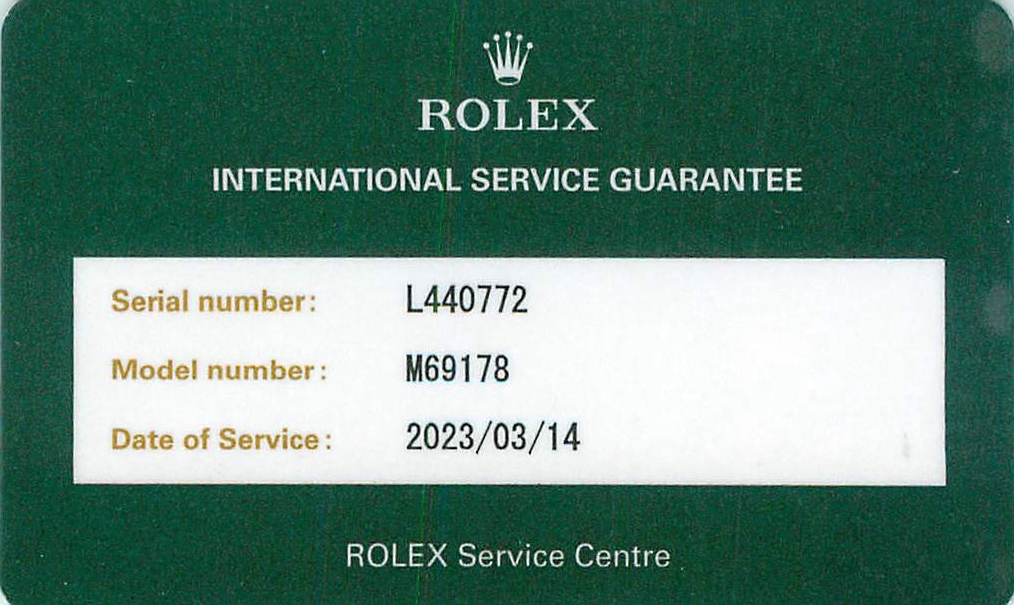 ROLEX
INTERNATIONAL SERVICE GUARANTEE
Serial number: L440772
Model number: M69178
Date of Service: 2023/03/14
ROLEX Service Centre